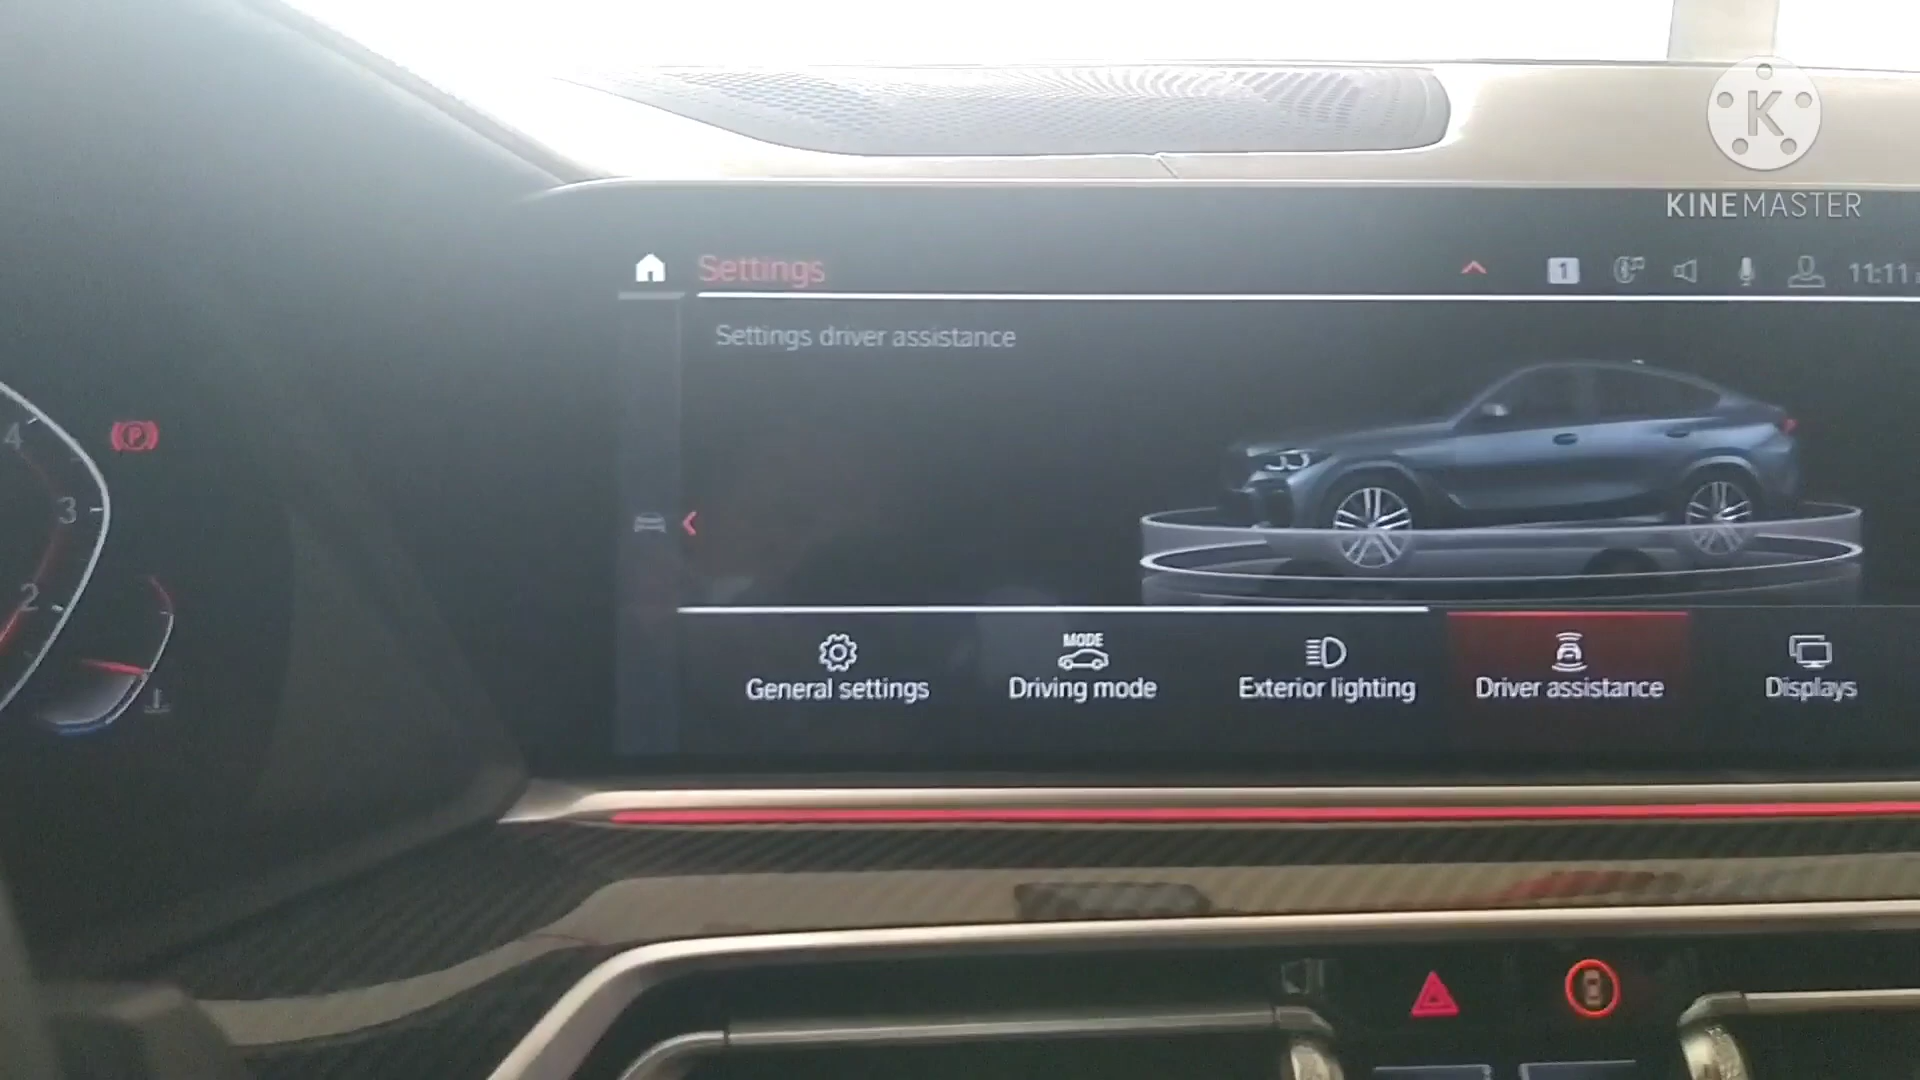 K
KINEMASTER
Settings
1
11:11
Settings driver assistance
4
P
3
2
MODE
General settings
Driving mode
Exterior lighting
Driver assistance
Displays